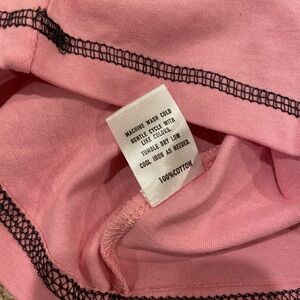 MACHINE WASH COLD
GENTLE CYCLE WITH
LIKE COLORS.
TUMBLE DRY LOW
COOL IRON AS NEEDED.
100%COTTON